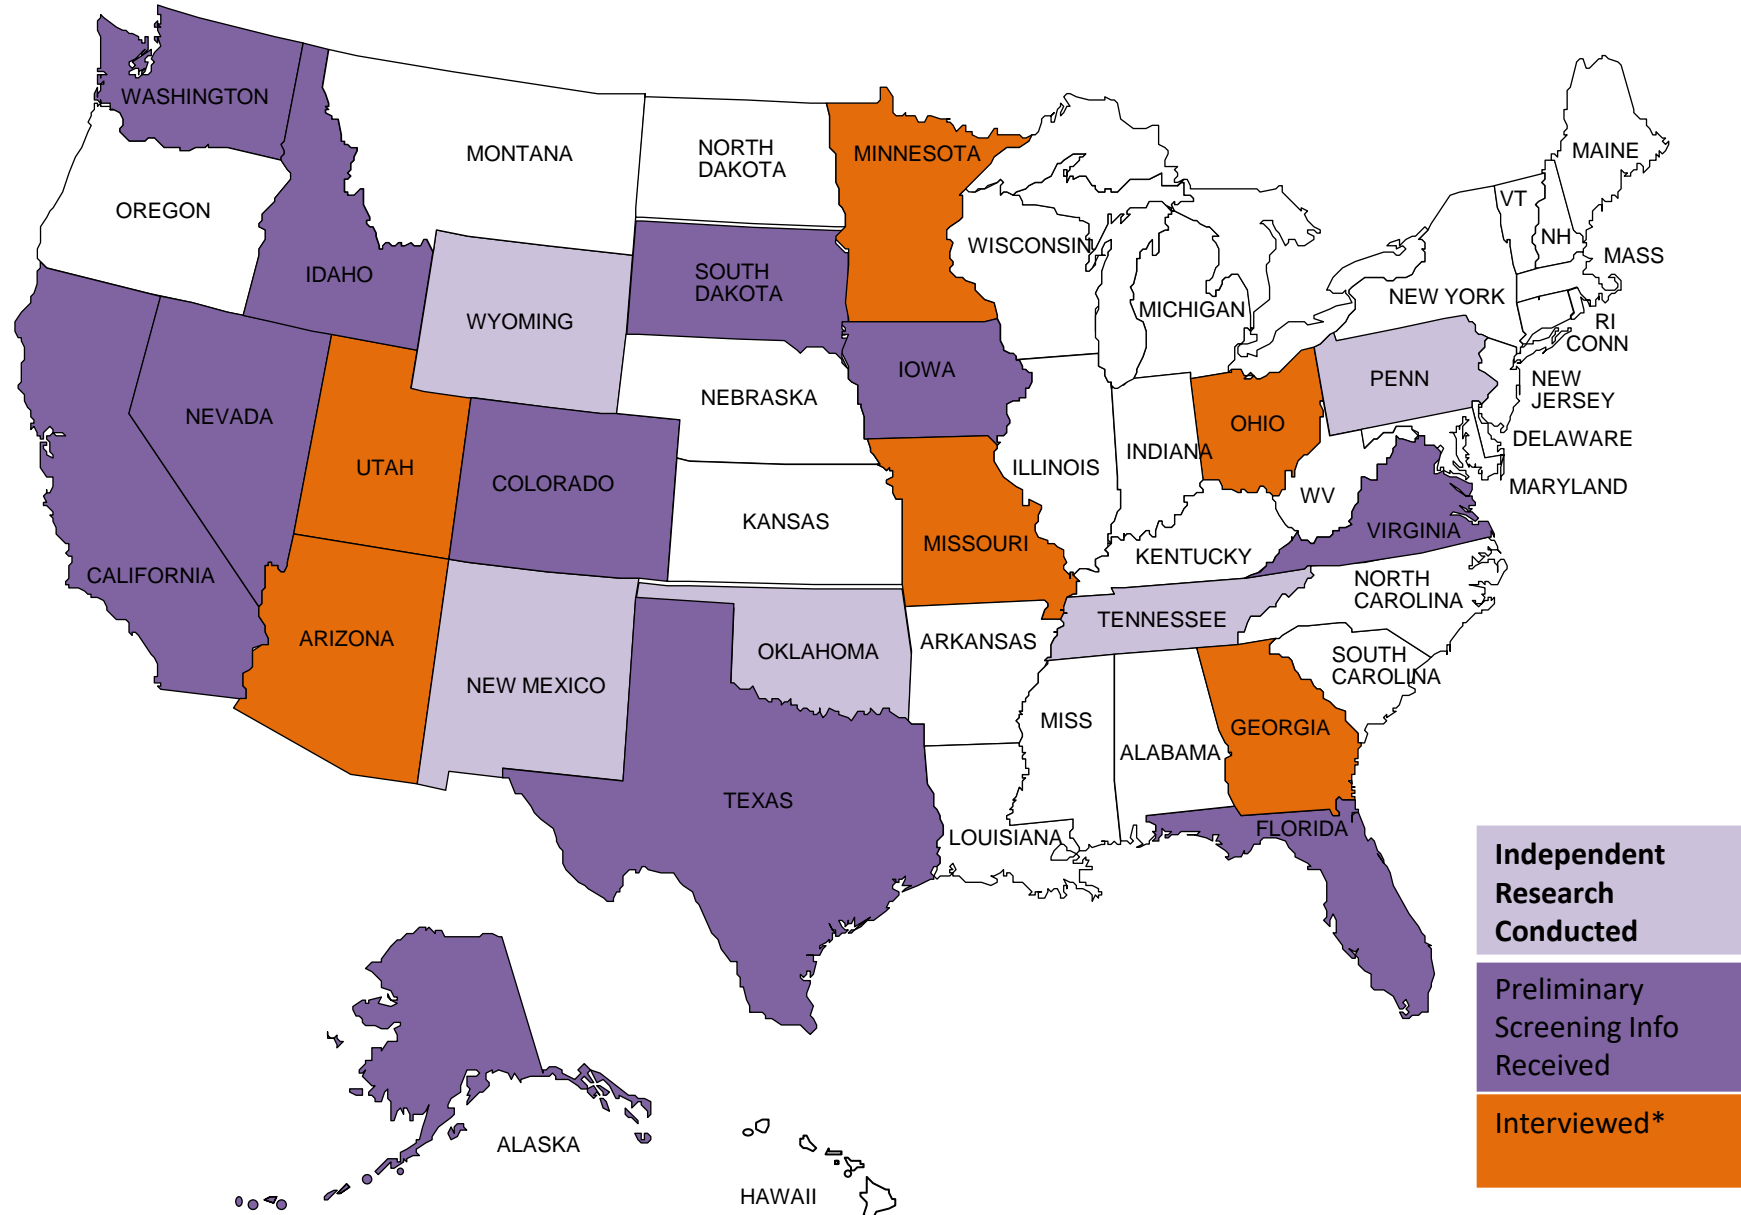 WASHINGTON
MONTANA
NORTH
DAKOTA
MINNESOTA
MAINE
OREGON
VT
NH
WISCONSIN
MASS
IDAHO
SOUTH
DAKOTA
WYOMING
MICHIGAN
NEW YORK
RI
CONN
IOWA
PENN
NEW
JERSEY
NEBRASKA
NEVADA
OHIO
DELAWARE
UTAH
COLORADO
ILLINOIS
INDIANA
MARYLAND
WV
KANSAS
VIRGINIA
MISSOURI
KENTUCKY
CALIFORNIA
NORTH
CAROLINA
TENNESSEE
ARIZONA
ARKANSAS
OKLAHOMA
SOUTH
CAROLINA
NEW MEXICO
MISS
GEORGIA
ALABAMA
TEXAS
LOUISIANA
FLORIDA
ALASKA
HAWAII
Independent
Research
Conducted
Preliminary
Screening Info
Received
Interviewed*